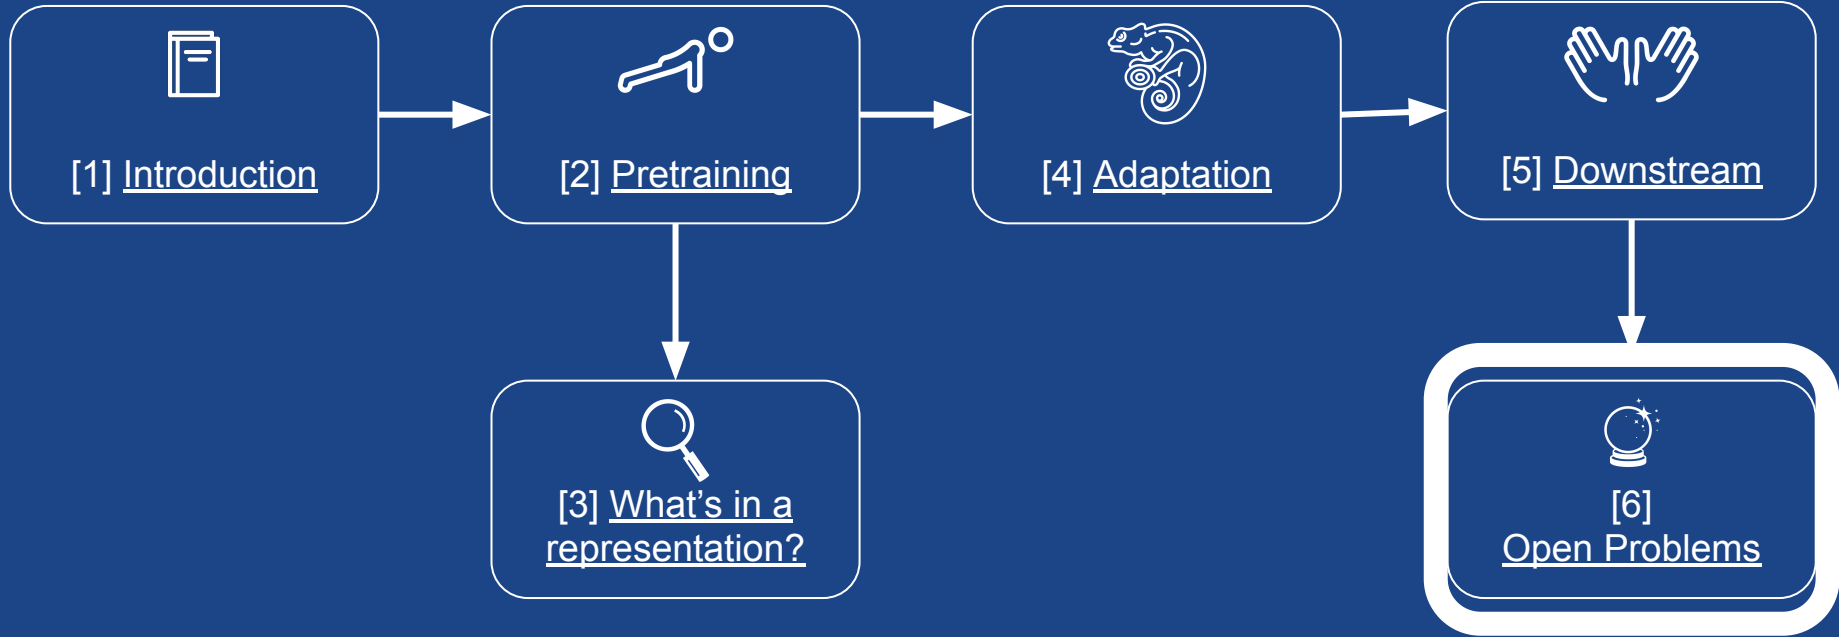 [1] Introduction
[2] Pretraining
[4] Adaptation
[5] Downstream
[3] What’s in a
representation?
[6]
Open Problems